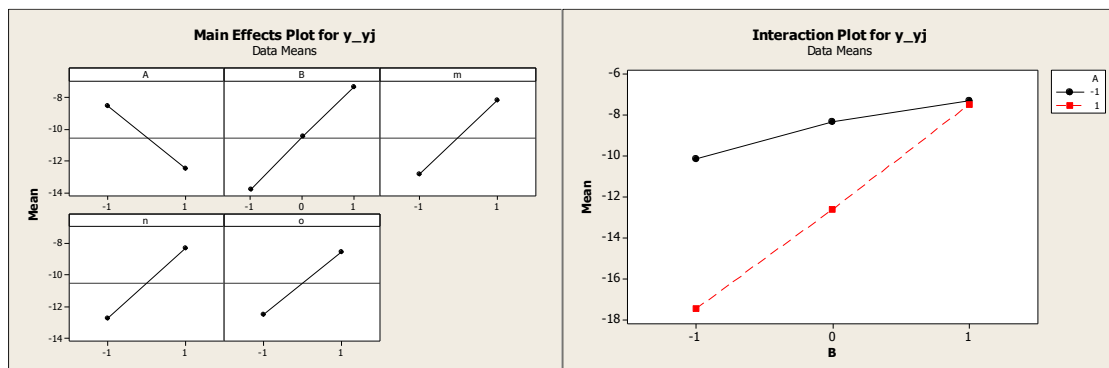 Main Effects Plot for y_yj
Data Means
A B m
-8
-10
-12
-14
-1 1 -1 0 1 -1 1
n o
-8
-10
-12
-14
-1 1 -1 1
Mean
Interaction Plot for y_yj
Data Means
-6
-8
-10
-12
-14
-16
-18
-1 0 1
B
Mean
A
-1
1